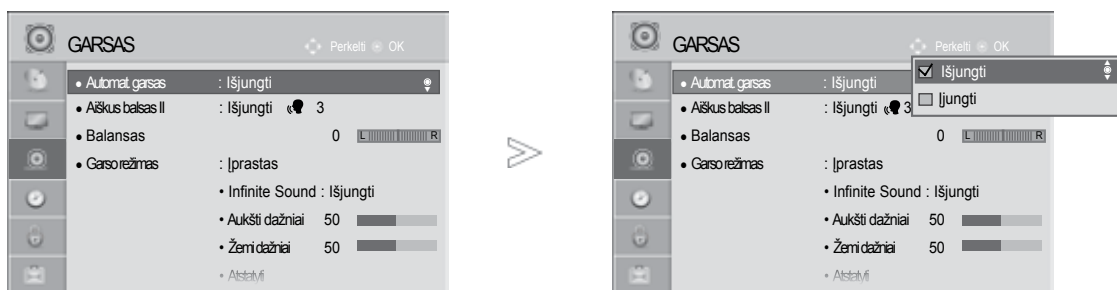 GARSAS Perkelti OK
• Automat. garsas : Išjungti
• Aiškus balsas II : Išjungti 3
• Balansas 0 L R
• Garso režimas : Įprastas
• Infinite Sound : Išjungti
• Aukšti dažniai 50
• Žemi dažniai 50
• Atstatyti
GARSAS Perkelti OK
• Automat. garsas : Išjungti
Išjungti
Įjungti
• Aiškus balsas II : Išjungti 3
• Balansas 0 L R
• Garso režimas : Įprastas
• Infinite Sound : Išjungti
• Aukšti dažniai 50
• Žemi dažniai 50
• Atstatyti